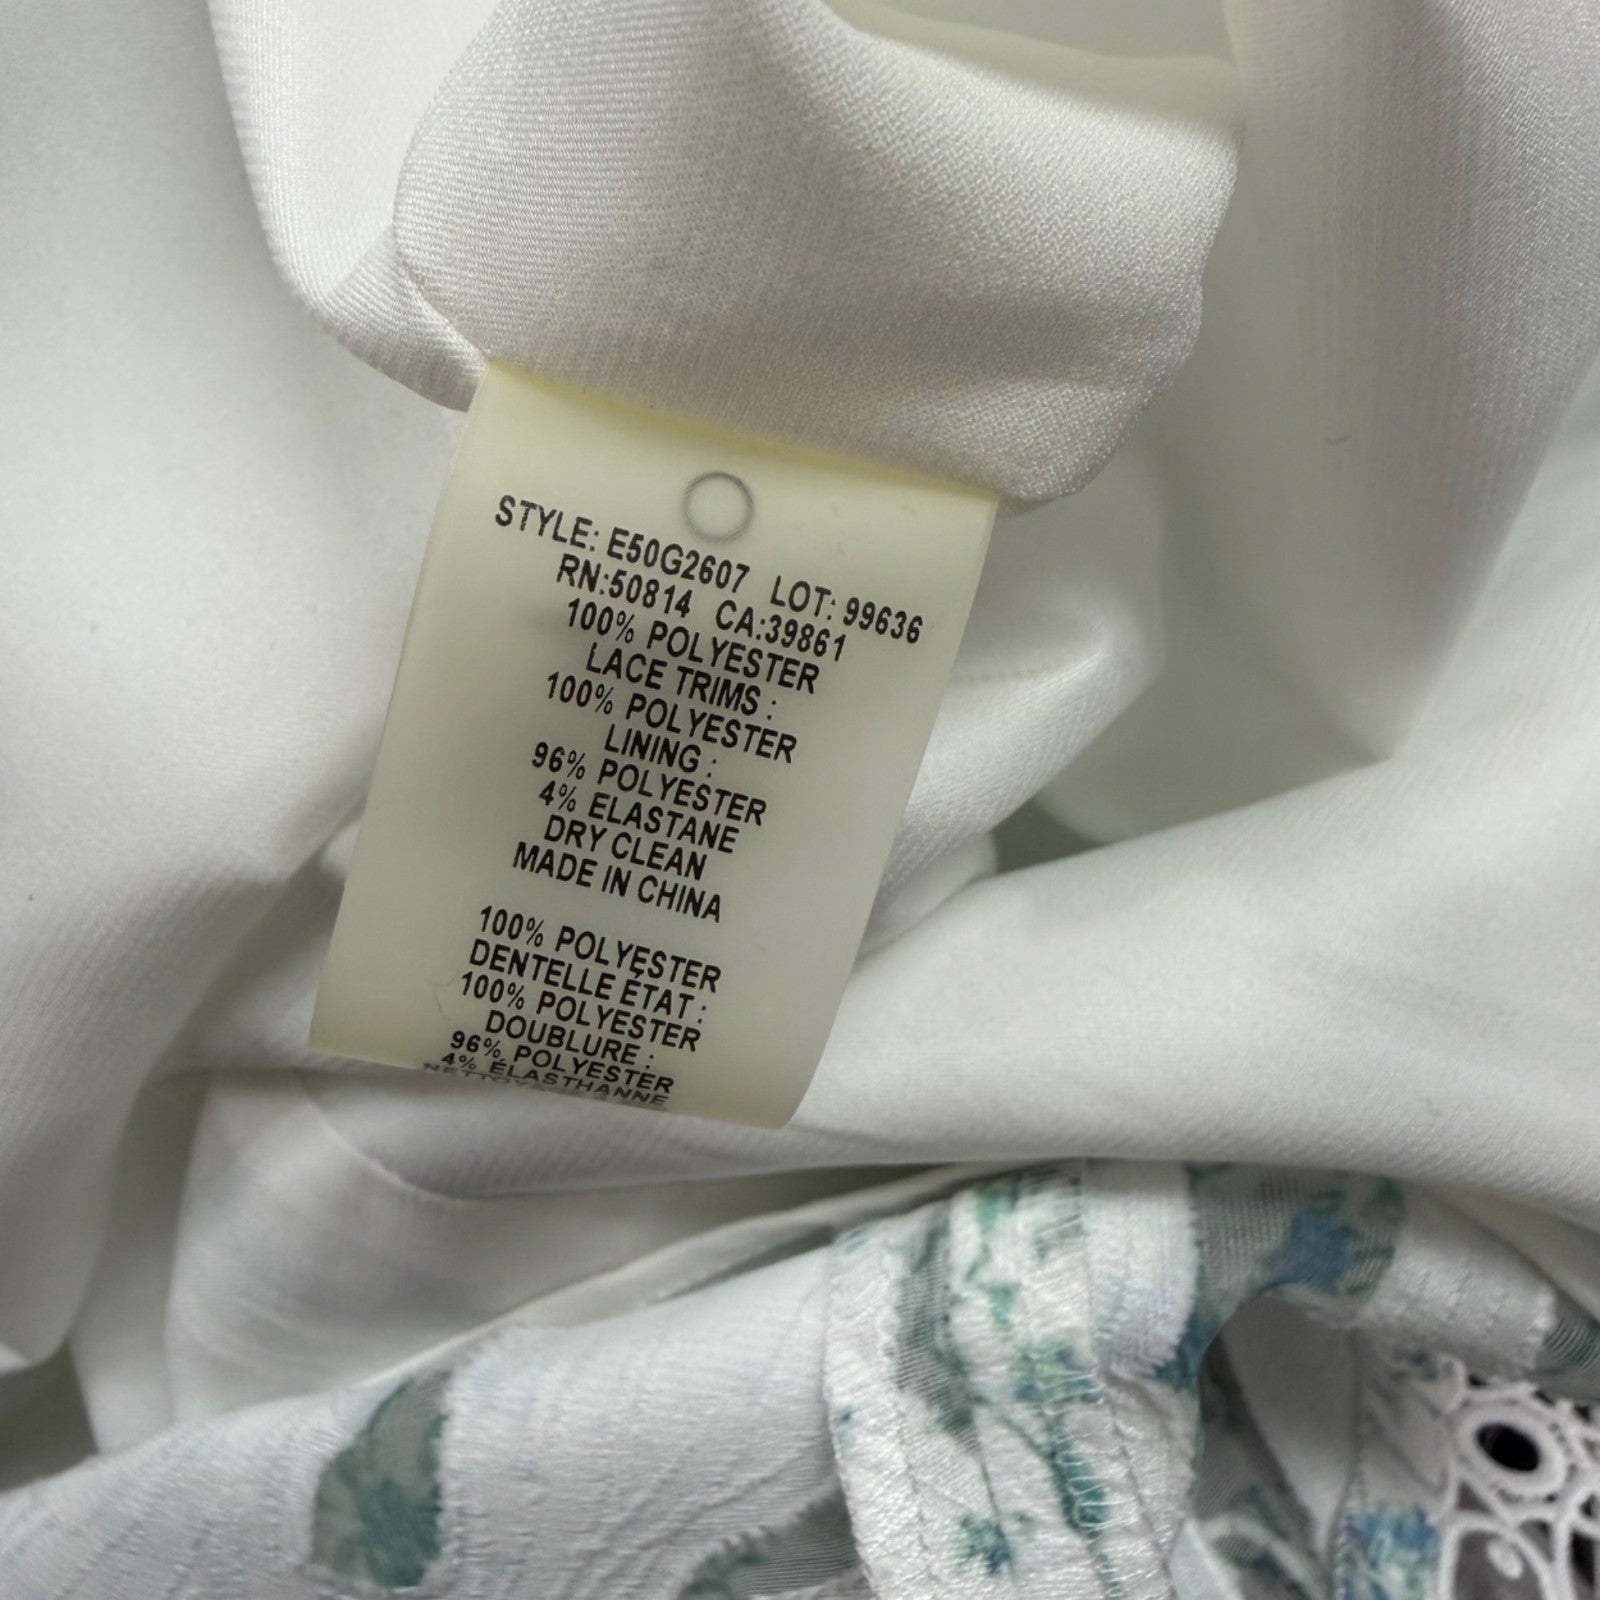 STYLE: E50G2607 LOT: 99636
RN:50814 CA:39861
100% POLYESTER
LACE TRIMS :
100% POLYESTER
LINING :
96% POLYESTER
4% ELASTANE
DRY CLEAN
MADE IN CHINA
100% POLYESTER
DENTELLE ÉTAT :
100% POLYESTER
DOUBLURE :
96% POLYESTER
4% ÉLASTHANNE